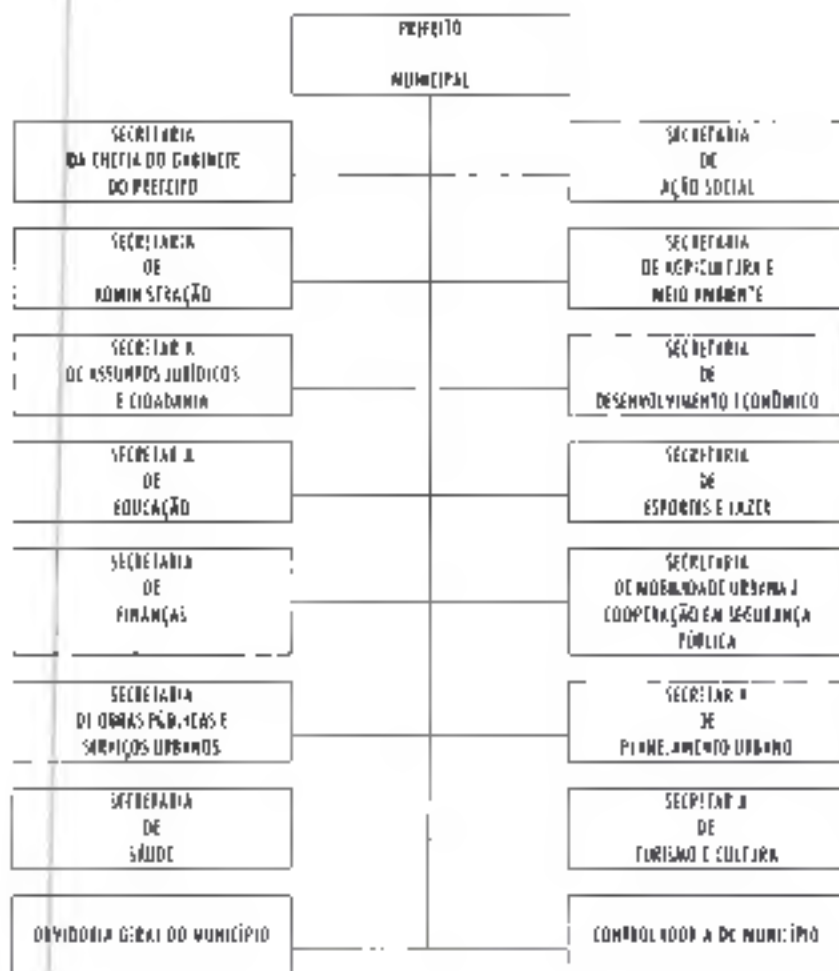 PREFEITO
MUNICIPAL
SECRETARIA
DA CHEFIA DO GABINETE
DO PREFEITO
SECRETARIA
DE
AÇÃO SOCIAL
SECRETARIA
DE
ADMINISTRAÇÃO
SECRETARIA
DE AGRICULTURA E
MEIO AMBIENTE
SECRETARIA
DE ASSUNTOS JURÍDICOS
E CIDADANIA
SECRETARIA
DE
DESENVOLVIMENTO ECONÔMICO
SECRETARIA
DE
EDUCAÇÃO
SECRETARIA
DE
ESPORTES E LAZER
SECRETARIA
DE
FINANÇAS
SECRETARIA
DE MOBILIDADE URBANA E
COOPERAÇÃO EM SEGURANÇA
PÚBLICA
SECRETARIA
DE OBRAS PÚBLICAS E
SERVIÇOS URBANOS
SECRETARIA
DE
PLANEJAMENTO URBANO
SECRETARIA
DE
SAÚDE
SECRETARIA
DE
TURISMO E CULTURA
OUVIDORIA GERAL DO MUNICÍPIO
CONTROLADORIA DO MUNICÍPIO